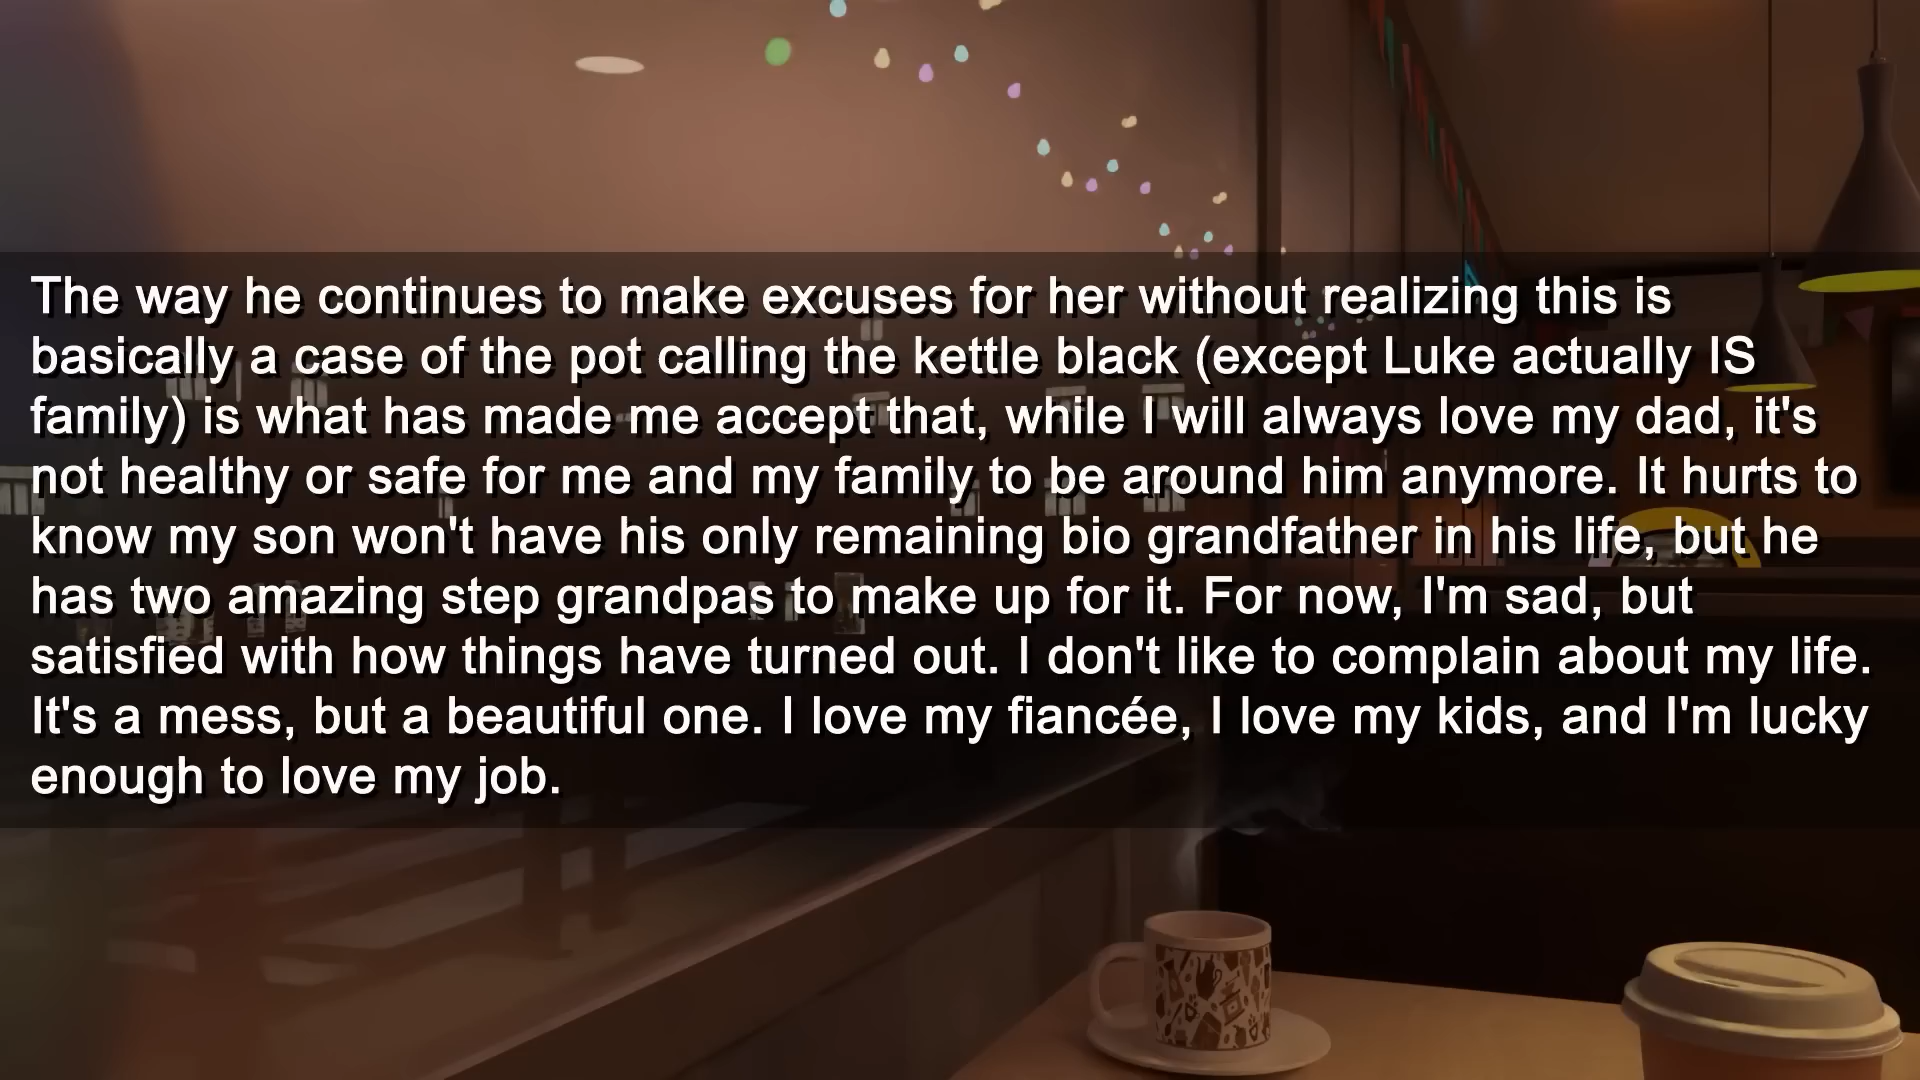 The way he continues to make excuses for her without realizing this is
basically a case of the pot calling the kettle black (except Luke actually IS
family) is what has made me accept that, while I will always love my dad, it's
not healthy or safe for me and my family to be around him anymore. It hurts to
know my son won't have his only remaining bio grandfather in his life, but he
has two amazing step grandpas to make up for it. For now, I'm sad, but
satisfied with how things have turned out. I don't like to complain about my life.
It's a mess, but a beautiful one. I love my fiancée, I love my kids, and I'm lucky
enough to love my job.